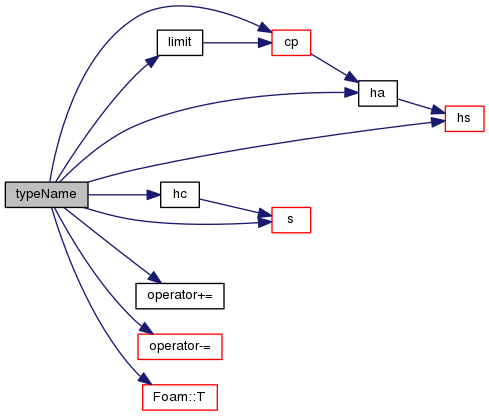 limit
cp
ha
hs
typeName
hc
s
operator+=
operator-=
Foam::T